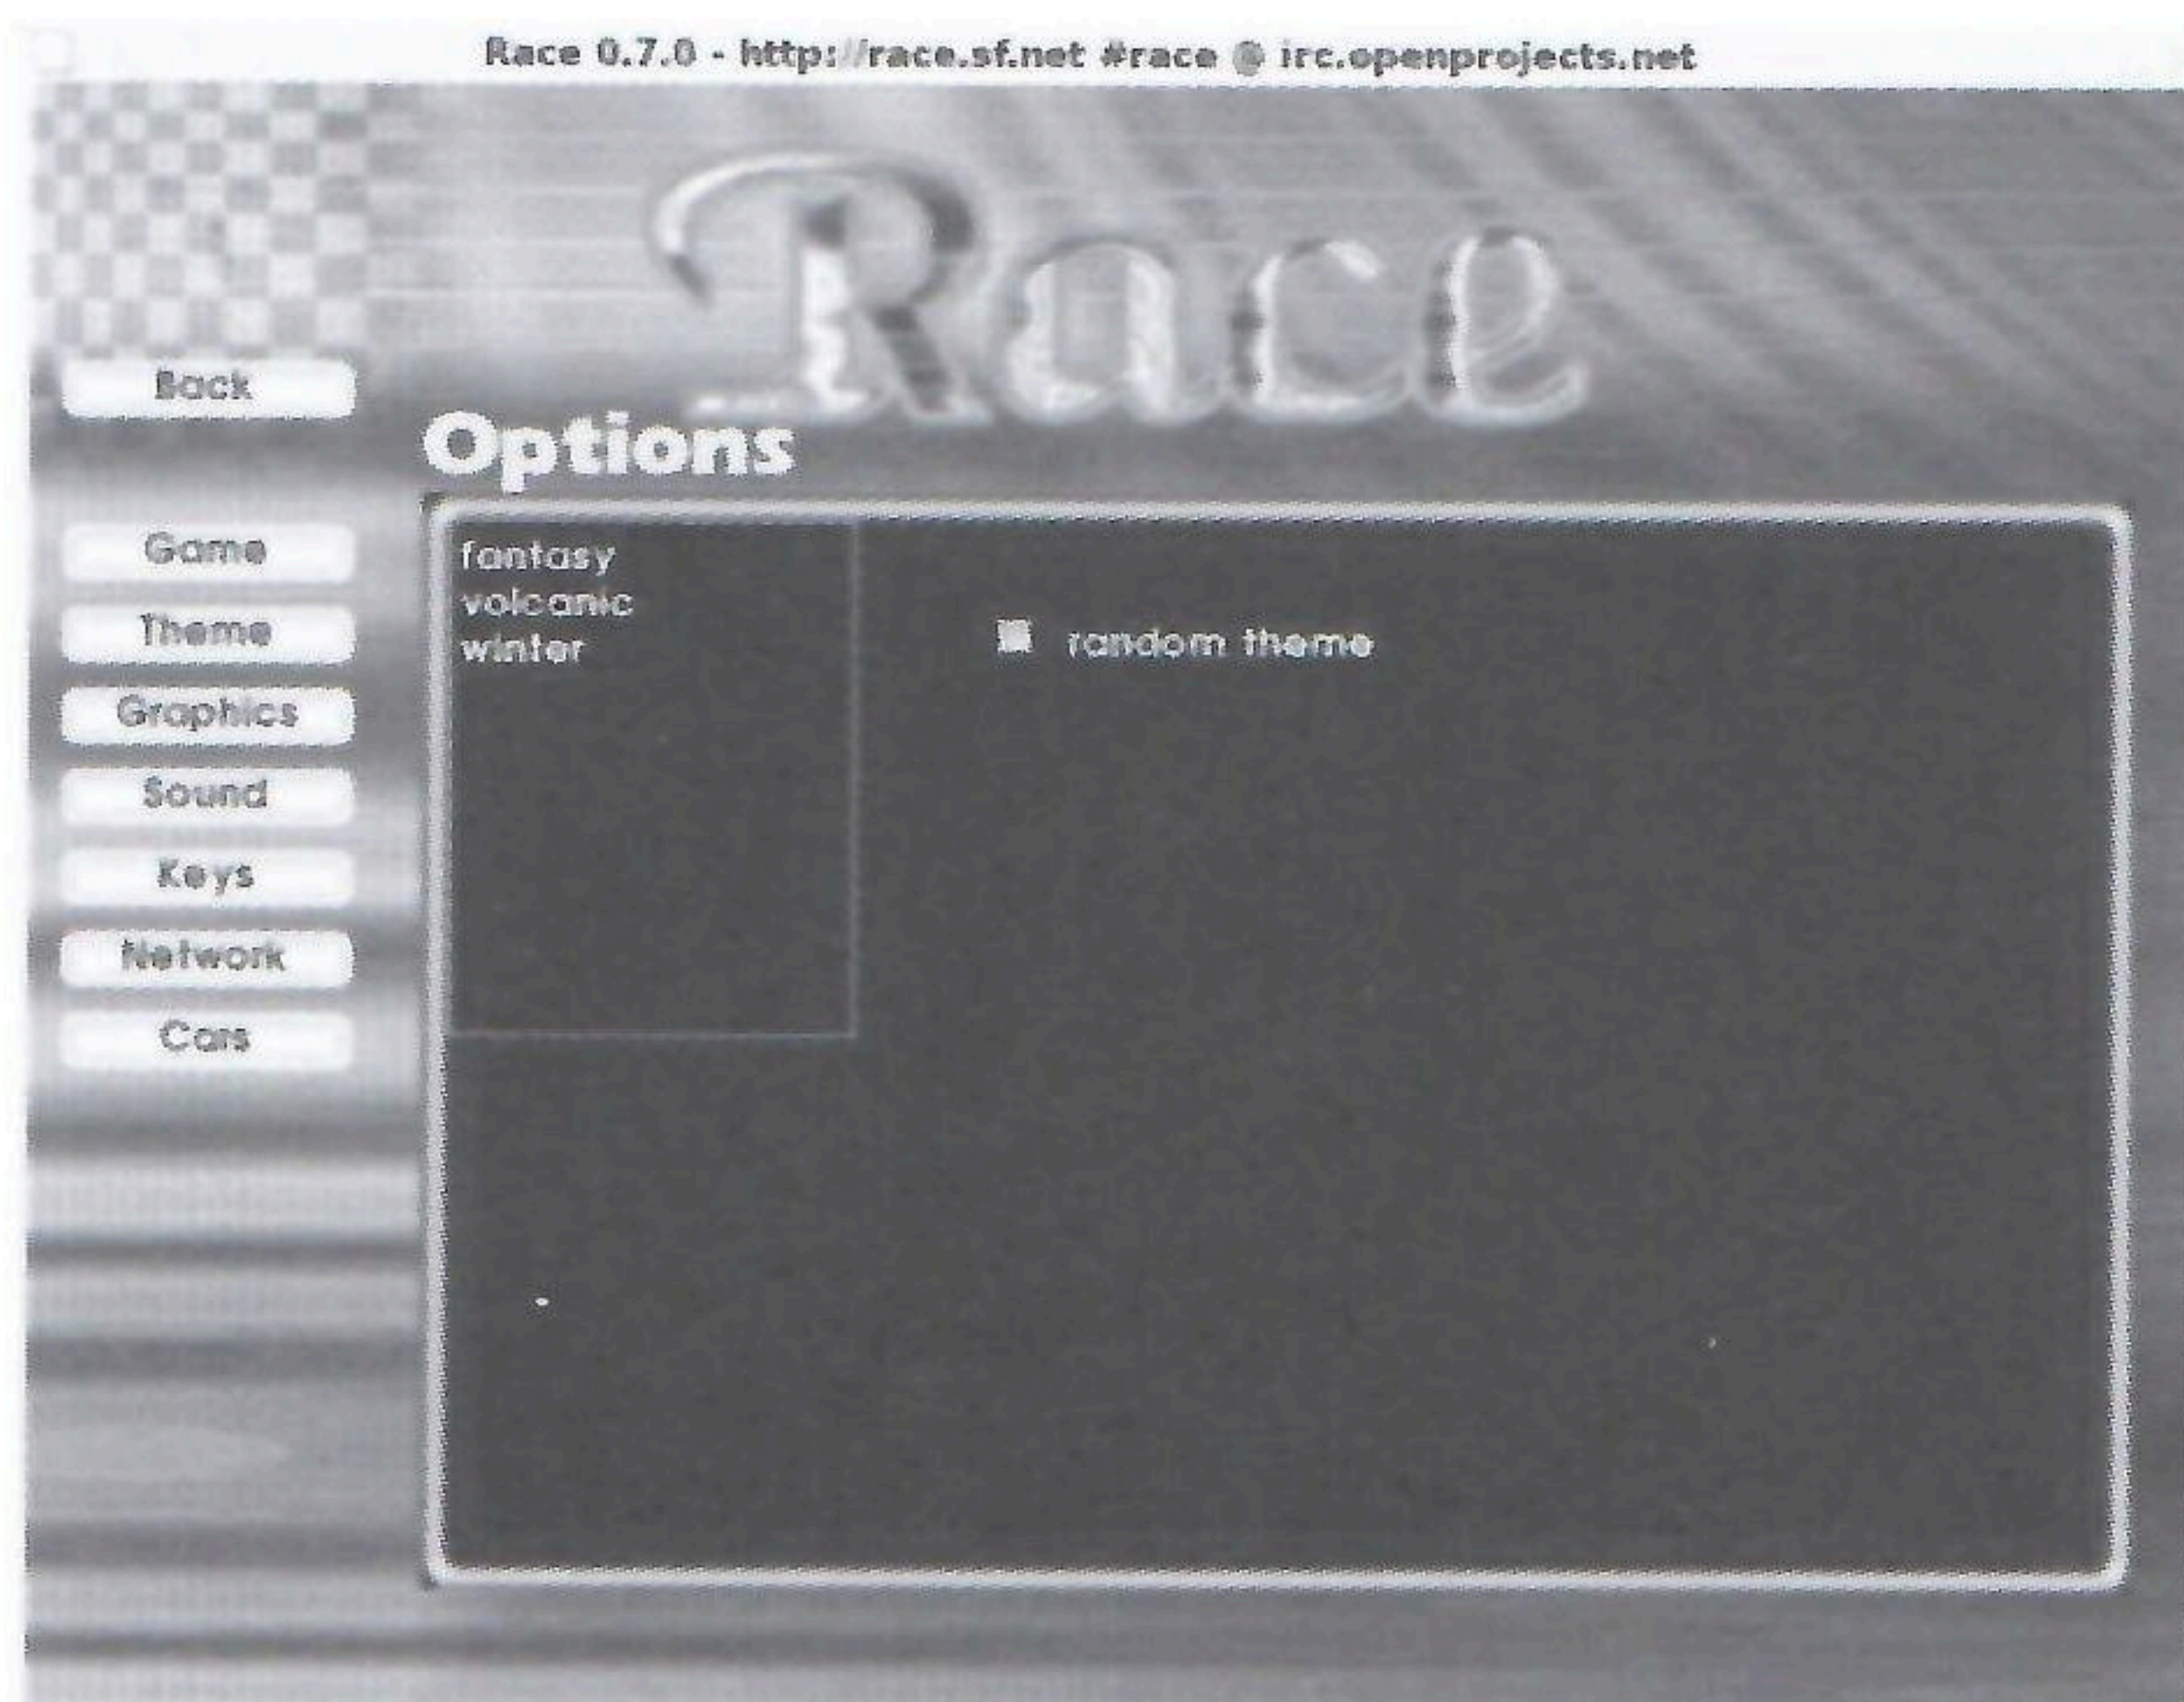 Race 0.7.0 - http://race.sf.net #race @ irc.openprojects.net
Race
Back
Options
Game
Theme
Graphics
Sound
Keys
Network
Cars
fantasy
volcanic
winter
random theme